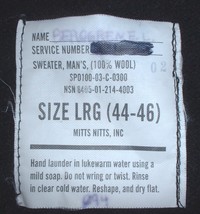 NAME
SERVICE NUMBER
SWEATER, MAN'S, (100% WOOL)
SPO100-03-C-0300
NSN 8405-01-214-4003
SIZE LRG (44-46)
MITTS NITTS, INC
Hand launder in lukewarm water using a
mild soap. Do not wring or twist. Rinse
in clear cold water. Reshape, and dry flat.